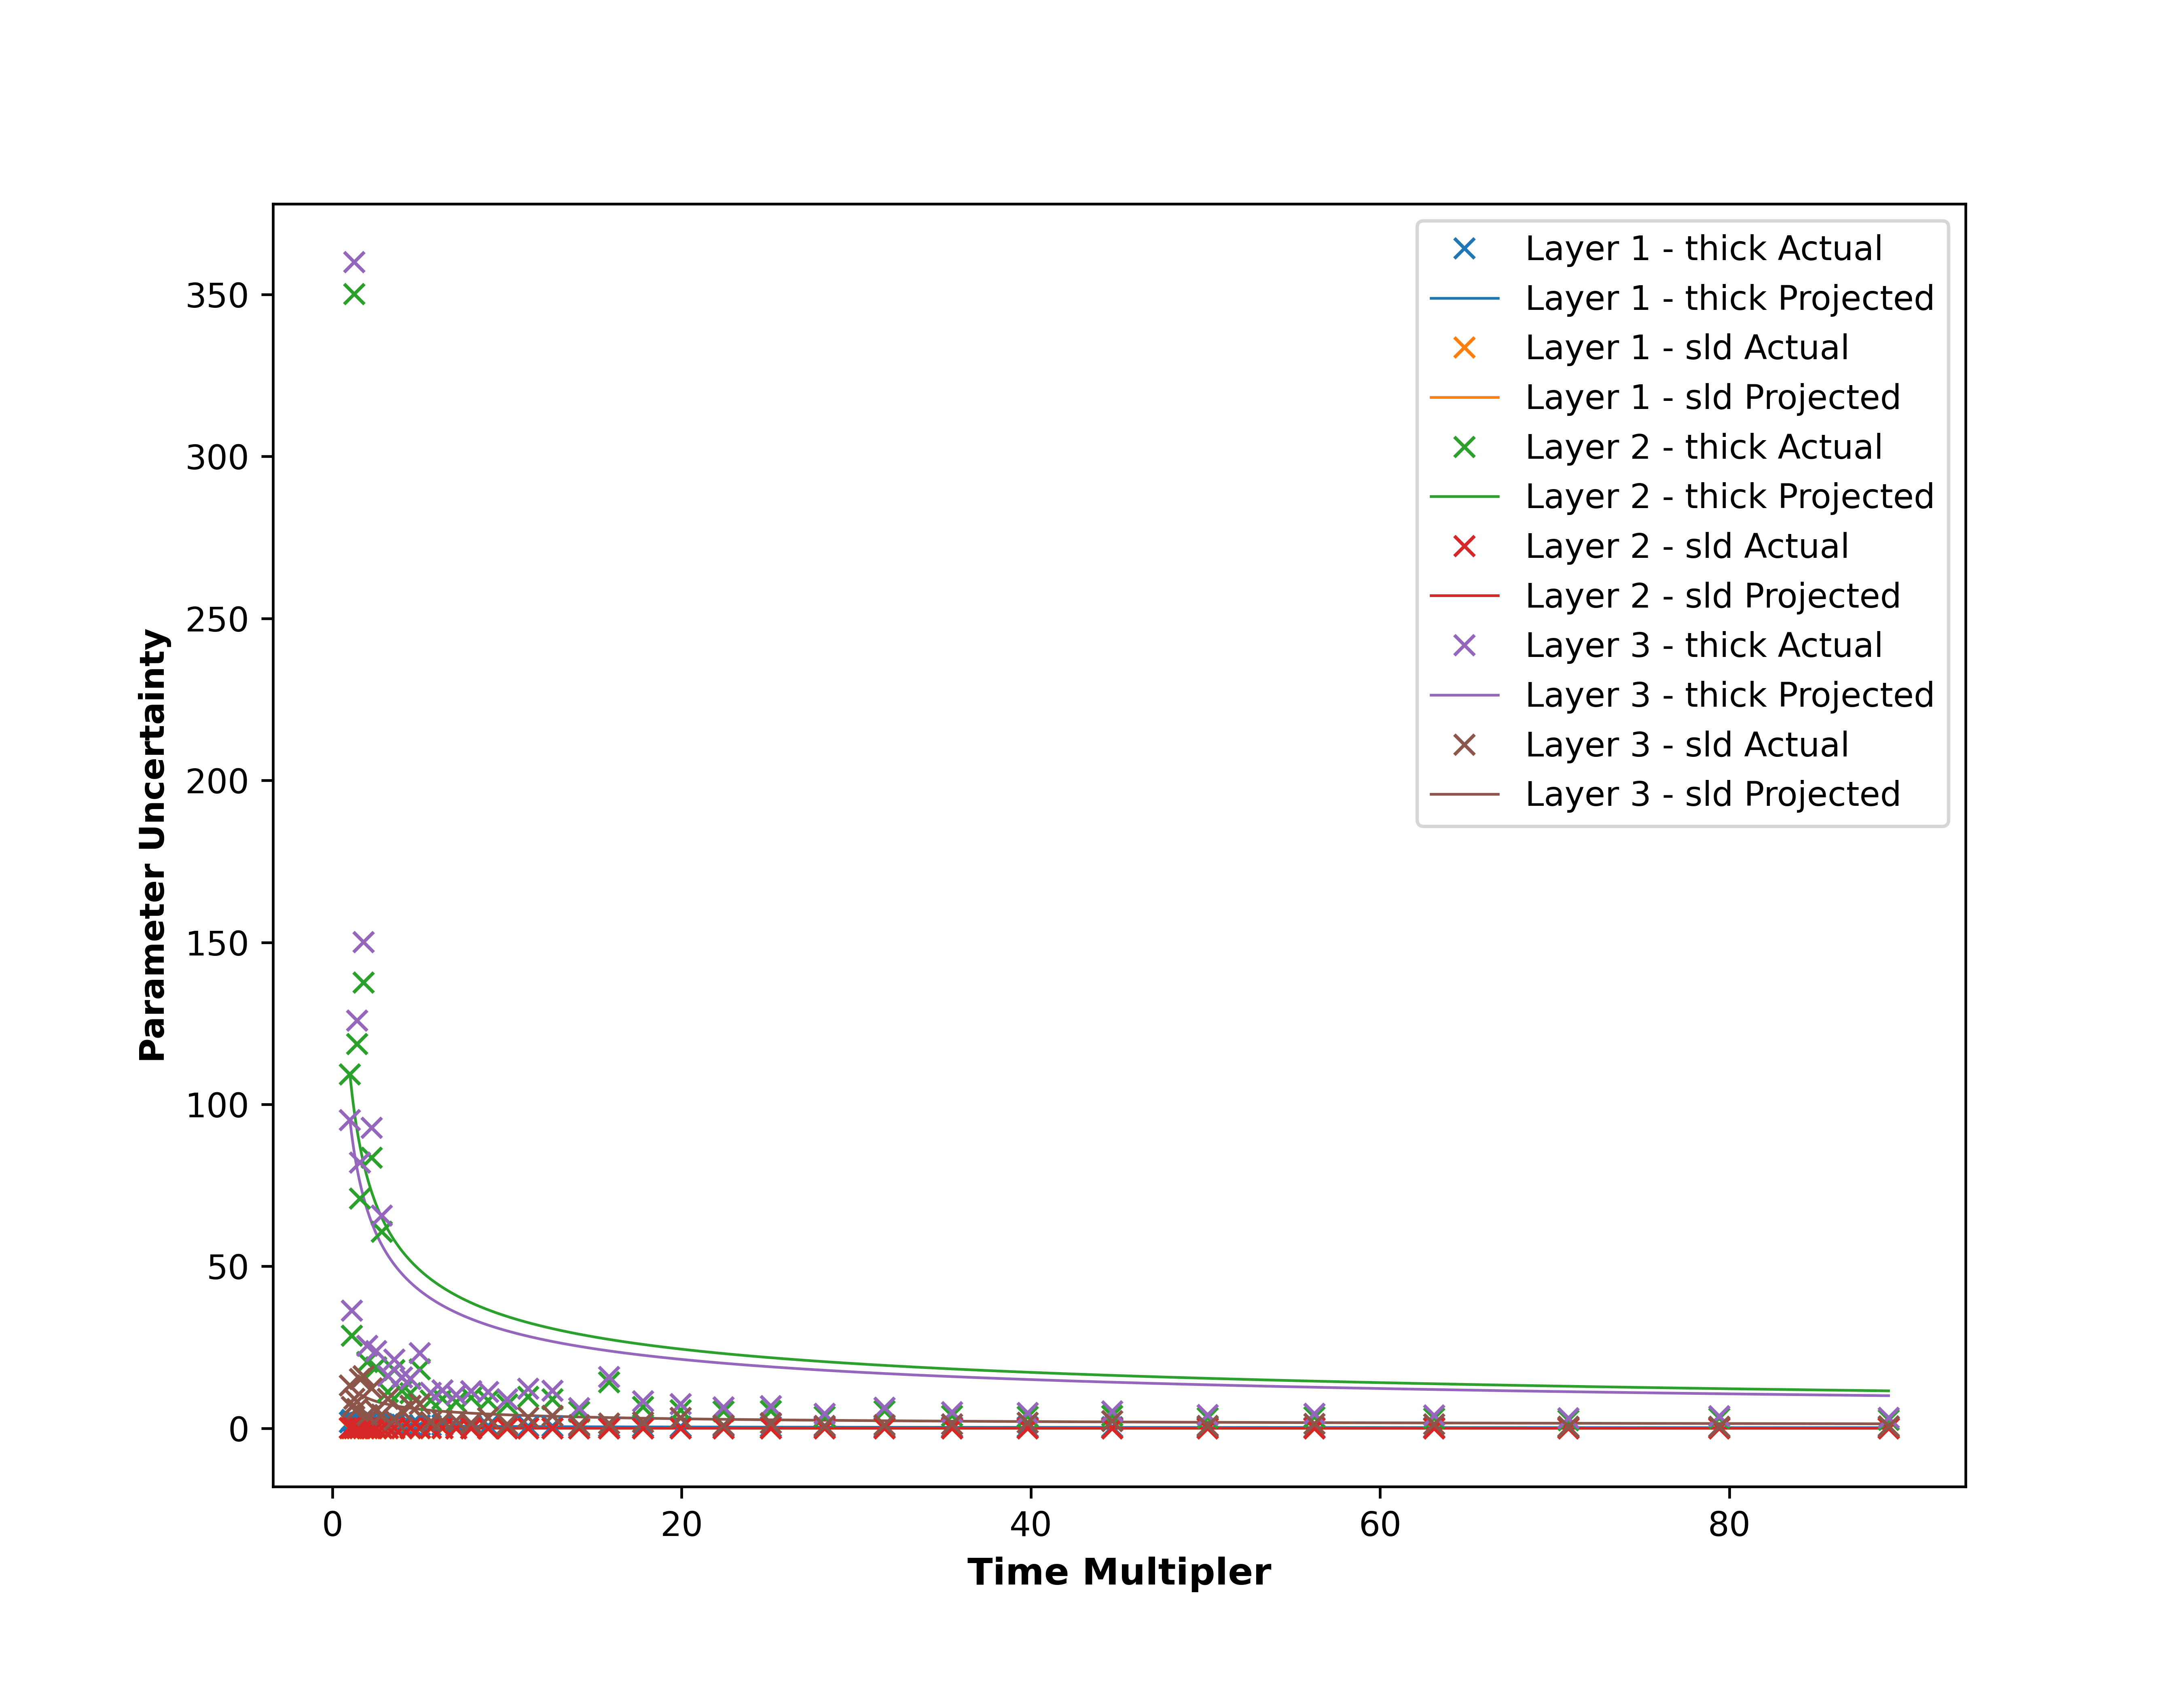 350
300
250
200
150
100
50
0
Parameter Uncertainty
Layer 1 - thick Actual
Layer 1 - thick Projected
Layer 1 - sld Actual
Layer 1 - sld Projected
Layer 2 - thick Actual
Layer 2 - thick Projected
Layer 2 - sld Actual
Layer 2 - sld Projected
Layer 3 - thick Actual
Layer 3 - thick Projected
Layer 3 - sld Actual
Layer 3 - sld Projected
0 20 40 60 80
Time Multipler